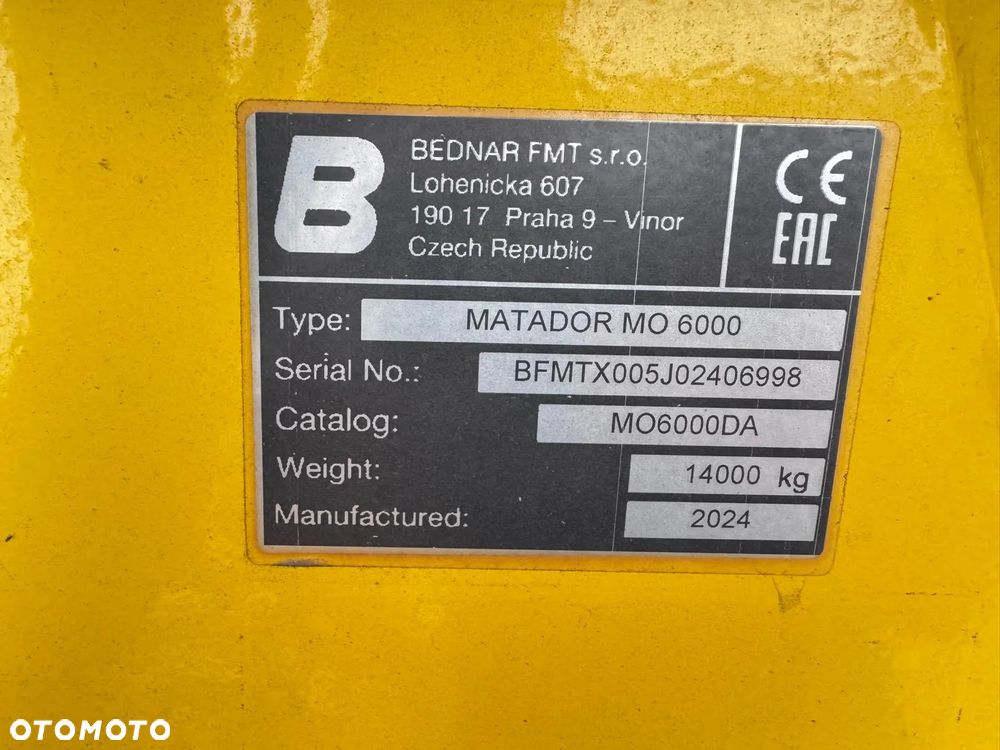 B
BEDNAR FMT s.r.o.
Lohenicka 607
190 17 Praha 9 – Vinor
Czech Republic
CE
EAC
Type: MATADOR MO 6000
Serial No.: BFMTX005J02406998
Catalog: MO6000DA
Weight: 14000 kg
Manufactured: 2024
OTOMOTO